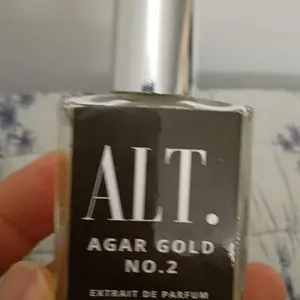 ALT.
AGAR GOLD
NO.2
EXTRAIT DE PARFUM